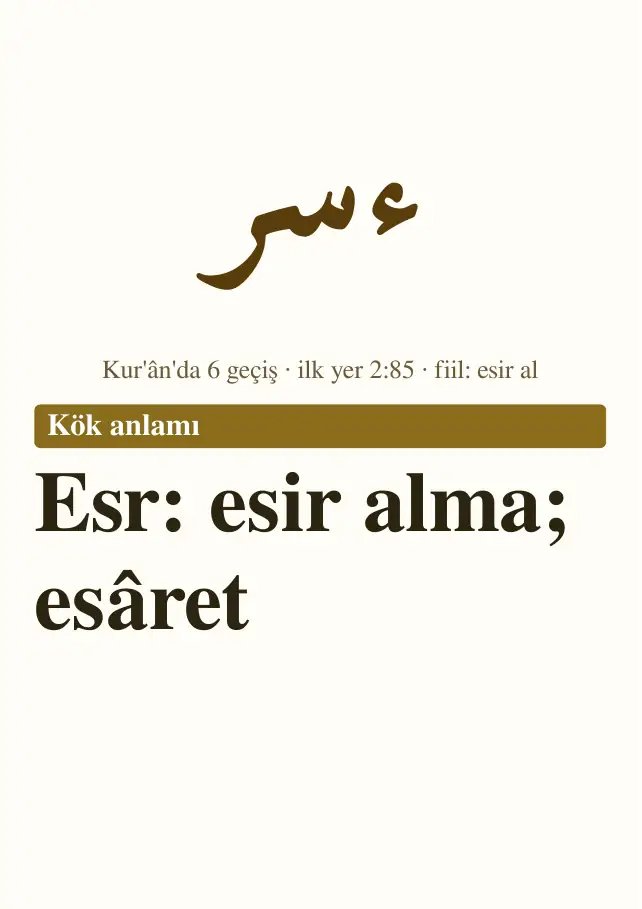 ءسر
Kur'ân'da 6 geçiş · ilk yer 2:85 · fiil: esir al
Kök anlamı
Esr: esir alma;
esâret